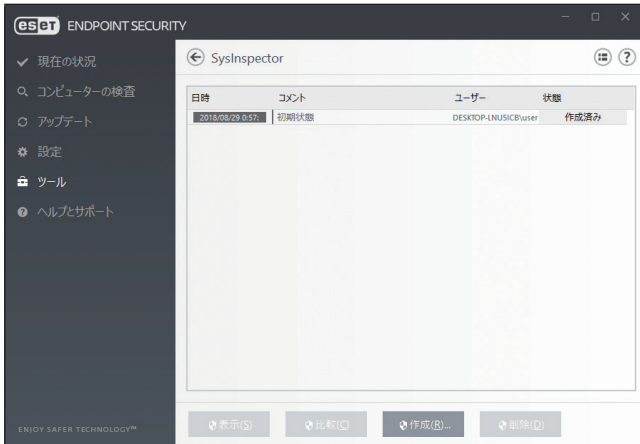 eseT ENDPOINT SECURITY
現在の状況
コンピューターの検査
アップデート
設定
ツール
ヘルプとサポート
ENJOY SAFER TECHNOLOGY™
SysInspector
?
日時 コメント ユーザー 状態
2018/08/29 0:57: 初期状態 DESKTOP-LNU5ICB\user 作成済み
表示(S) 比較(C) 作成(R)... 削除(D)